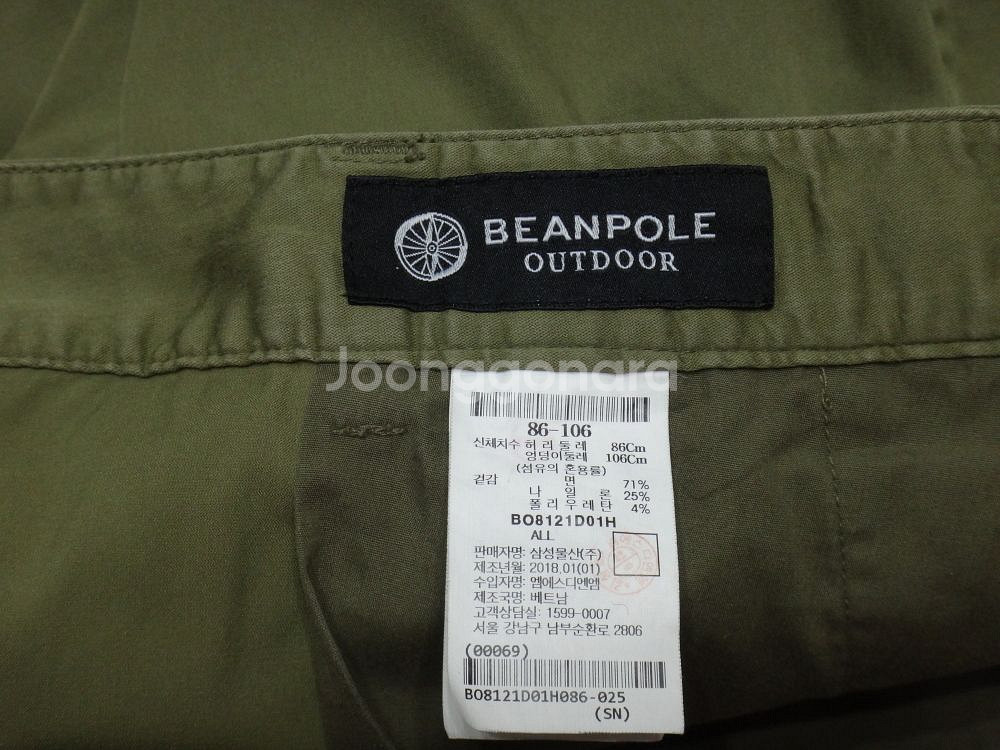 BEANPOLE
OUTDOOR
Joonggonara
86-106
신체치수 허 리 둘 레 86Cm
엉덩이둘레 106Cm
(섬유의 혼용률)
겉감 면 71%
나 일 론 25%
폴 리 우 레 탄 4%
BO8121D01H
ALL
판매자명: 삼성물산(주)
제조년월: 2018.01(01)
수입자명: 엠에스디엔엠
제조국명: 베트남
고객상담실: 1599-0007
서울 강남구 남부순환로 2806
(00069)
BO8121D01H086-025
(SN)